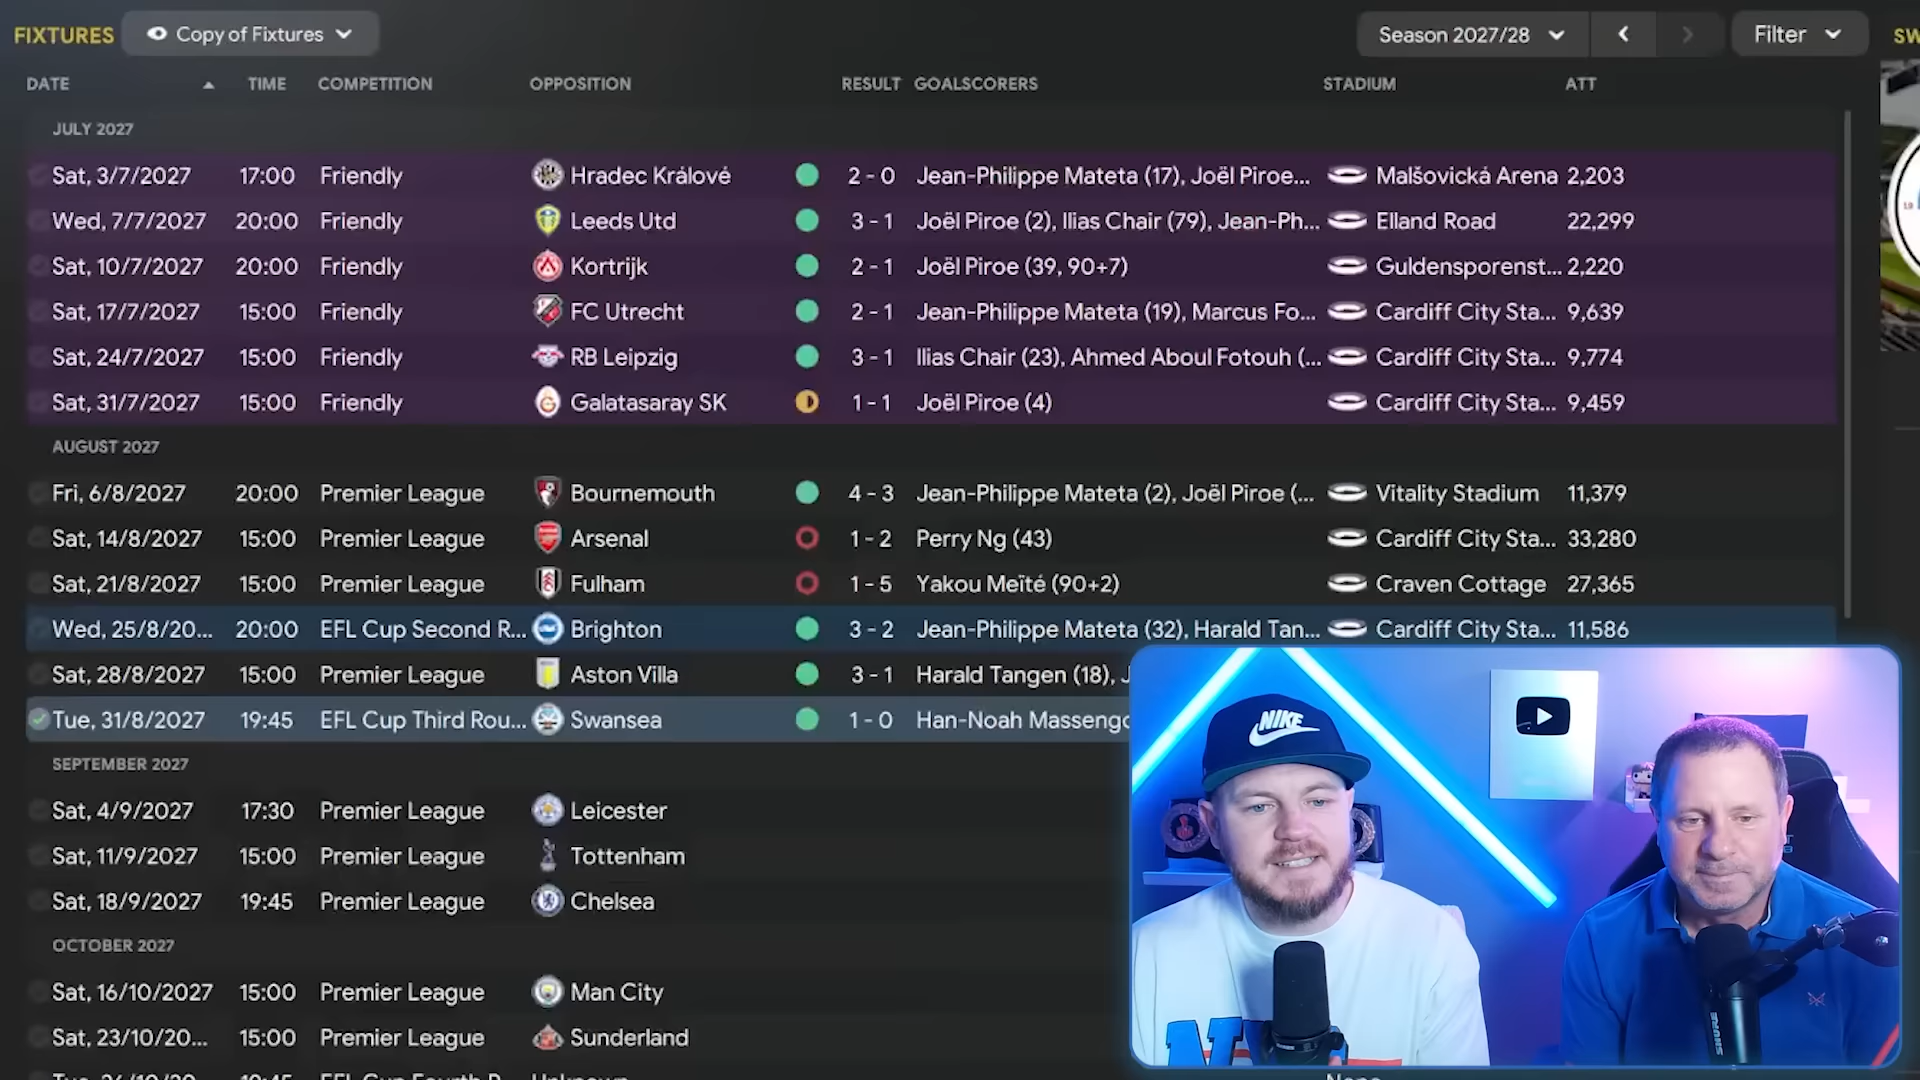 FIXTURES Copy of Fixtures Season 2027/28 Filter SW
DATE TIME COMPETITION OPPOSITION RESULT GOALSCORERS STADIUM ATT
JULY 2027
Sat, 3/7/2027 17:00 Friendly Hradec Králové 2 - 0 Jean-Philippe Mateta (17), Joël Piroe... Malšovická Arena 2,203
Wed, 7/7/2027 20:00 Friendly Leeds Utd 3 - 1 Joël Piroe (2), Ilias Chair (79), Jean-Ph... Elland Road 22,299
Sat, 10/7/2027 20:00 Friendly Kortrijk 2 - 1 Joël Piroe (39, 90+7) Guldensporenst... 2,220
Sat, 17/7/2027 15:00 Friendly FC Utrecht 2 - 1 Jean-Philippe Mateta (19), Marcus Fo... Cardiff City Sta... 9,639
Sat, 24/7/2027 15:00 Friendly RB Leipzig 3 - 1 Ilias Chair (23), Ahmed Aboul Fotouh (... Cardiff City Sta... 9,774
Sat, 31/7/2027 15:00 Friendly Galatasaray SK 1 - 1 Joël Piroe (4) Cardiff City Sta... 9,459
AUGUST 2027
Fri, 6/8/2027 20:00 Premier League Bournemouth 4 - 3 Jean-Philippe Mateta (2), Joël Piroe (... Vitality Stadium 11,379
Sat, 14/8/2027 15:00 Premier League Arsenal 1 - 2 Perry Ng (43) Cardiff City Sta... 33,280
Sat, 21/8/2027 15:00 Premier League Fulham 1 - 5 Yakou Meïté (90+2) Craven Cottage 27,365
Wed, 25/8/20... 20:00 EFL Cup Second R... Brighton 3 - 2 Jean-Philippe Mateta (32), Harald Tan... Cardiff City Sta... 11,586
Sat, 28/8/2027 15:00 Premier League Aston Villa 3 - 1 Harald Tangen (18), J
Tue, 31/8/2027 19:45 EFL Cup Third Rou... Swansea 1 - 0 Han-Noah Massengo
SEPTEMBER 2027
Sat, 4/9/2027 17:30 Premier League Leicester
Sat, 11/9/2027 15:00 Premier League Tottenham
Sat, 18/9/2027 19:45 Premier League Chelsea
OCTOBER 2027
Sat, 16/10/2027 15:00 Premier League Man City
Sat, 23/10/20... 15:00 Premier League Sunderland
NIKE
SHURE